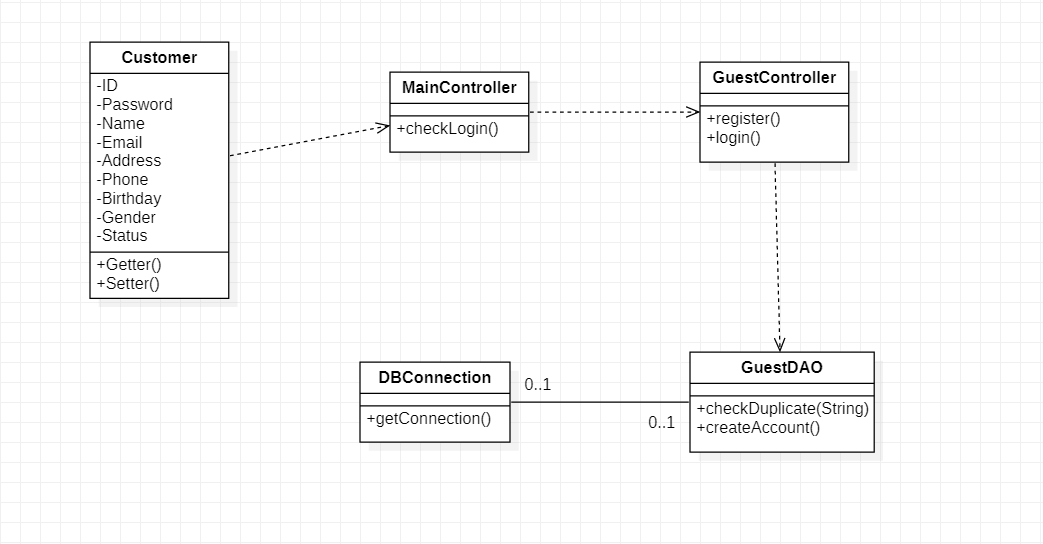 Customer
-ID
-Password
-Name
-Email
-Address
-Phone
-Birthday
-Gender
-Status
+Getter()
+Setter()
MainController
+checkLogin()
GuestController
+register()
+login()
DBConnection
+getConnection()
0..1
0..1
GuestDAO
+checkDuplicate(String)
+createAccount()